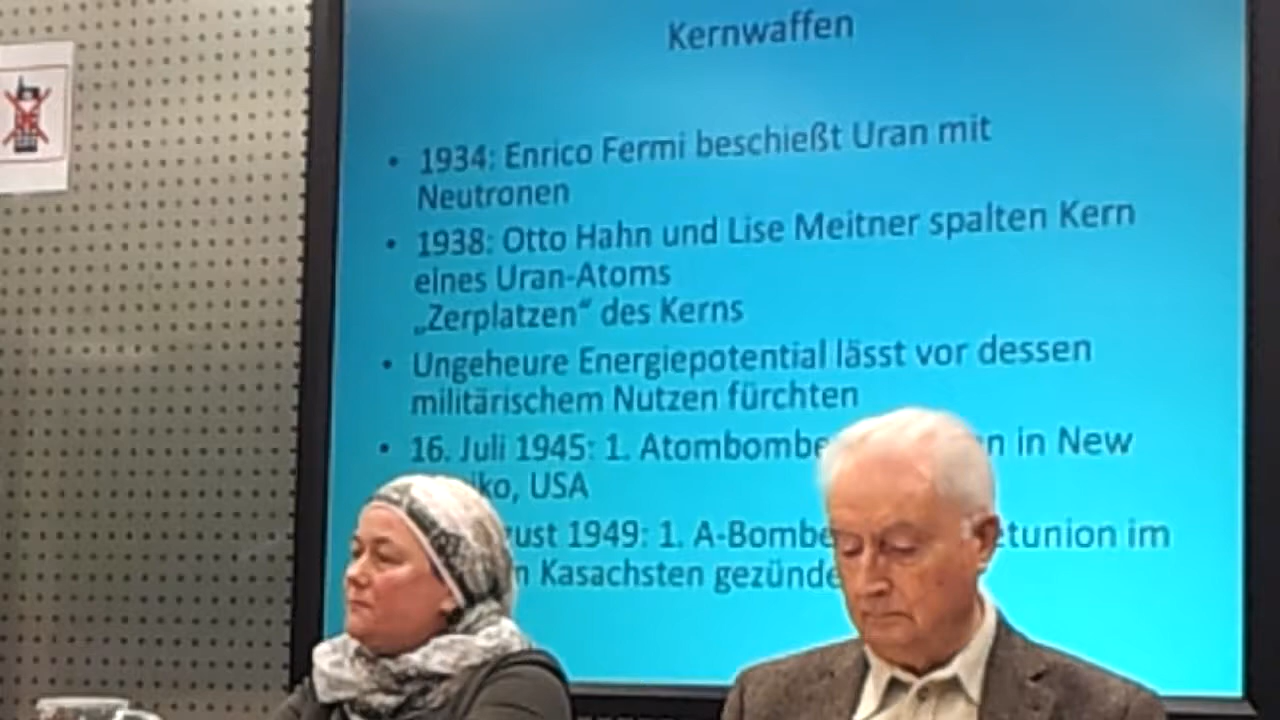 Kernwaffen
• 1934: Enrico Fermi beschießt Uran mit
Neutronen
• 1938: Otto Hahn und Lise Meitner spalten Kern
eines Uran-Atoms
„Zerplatzen“ des Kerns
• Ungeheure Energiepotential lässt vor dessen
militärischem Nutzen fürchten
• 16. Juli 1945: 1. Atombombe in New
USA
1949: 1. A-Bombe im
Kasachsten